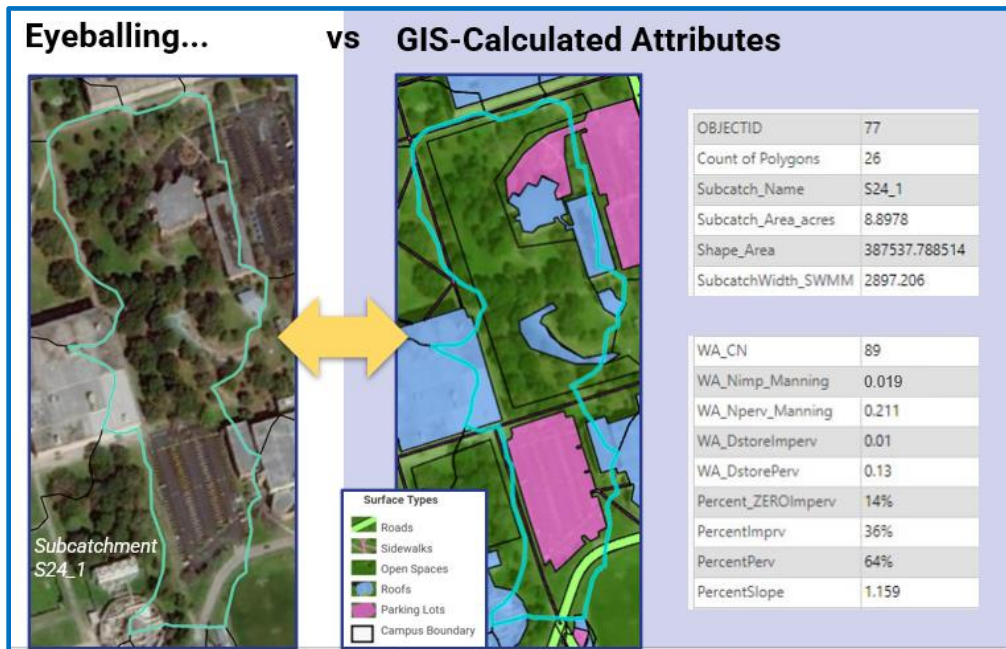 Eyeballing... vs GIS-Calculated Attributes
Subcatchment
S24_1
Surface Types
Roads
Sidewalks
Open Spaces
Roofs
Parking Lots
Campus Boundary
OBJECTID 77
Count of Polygons 26
Subcatch_Name S24_1
Subcatch_Area_acres 8.8978
Shape_Area 387537.788514
SubcatchWidth_SWMM 2897.206
WA_CN 89
WA_Nimp_Manning 0.019
WA_Nperv_Manning 0.211
WA_DstoreImperv 0.01
WA_DstorePerv 0.13
Percent_ZEROImperv 14%
PercentImprv 36%
PercentPerv 64%
PercentSlope 1.159